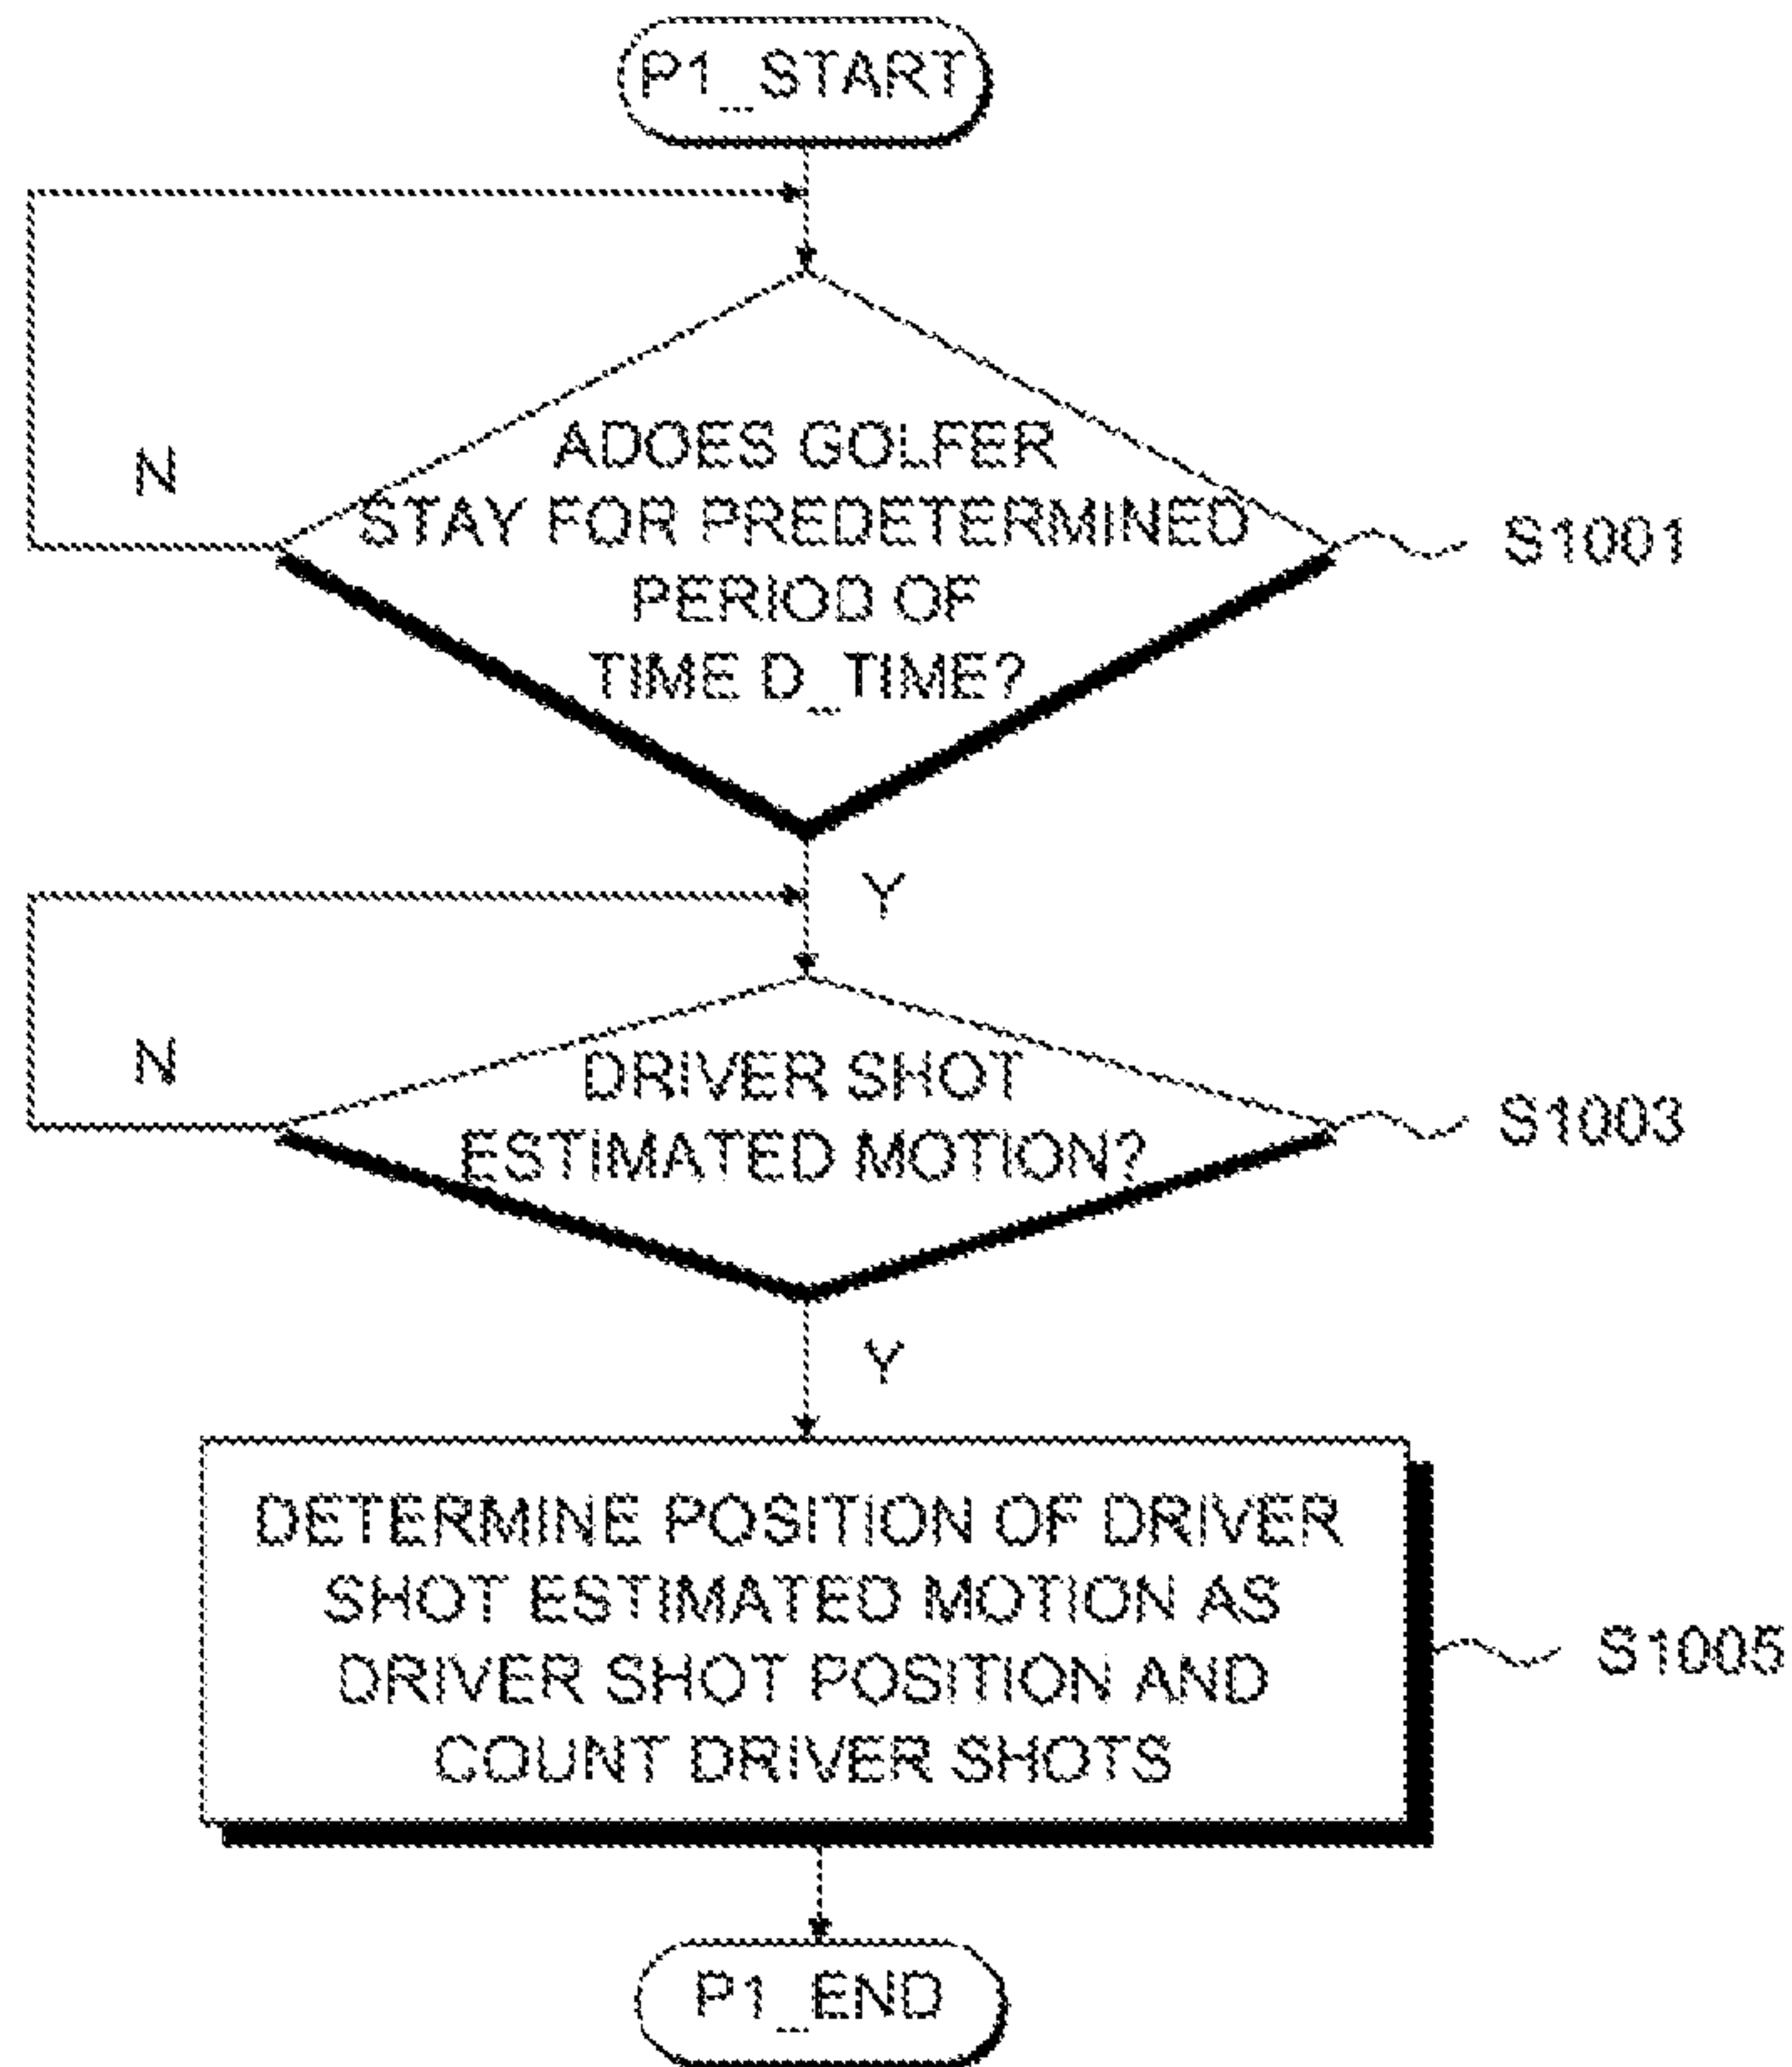 P1_START
N
ADOES GOLFER
STAY FOR PREDETERMINED
PERIOD OF
TIME D_TIME?
S1001
Y
N
DRIVER SHOT
ESTIMATED MOTION?
S1003
Y
DETERMINE POSITION OF DRIVER
SHOT ESTIMATED MOTION AS
DRIVER SHOT POSITION AND
COUNT DRIVER SHOTS
S1005
P1_END